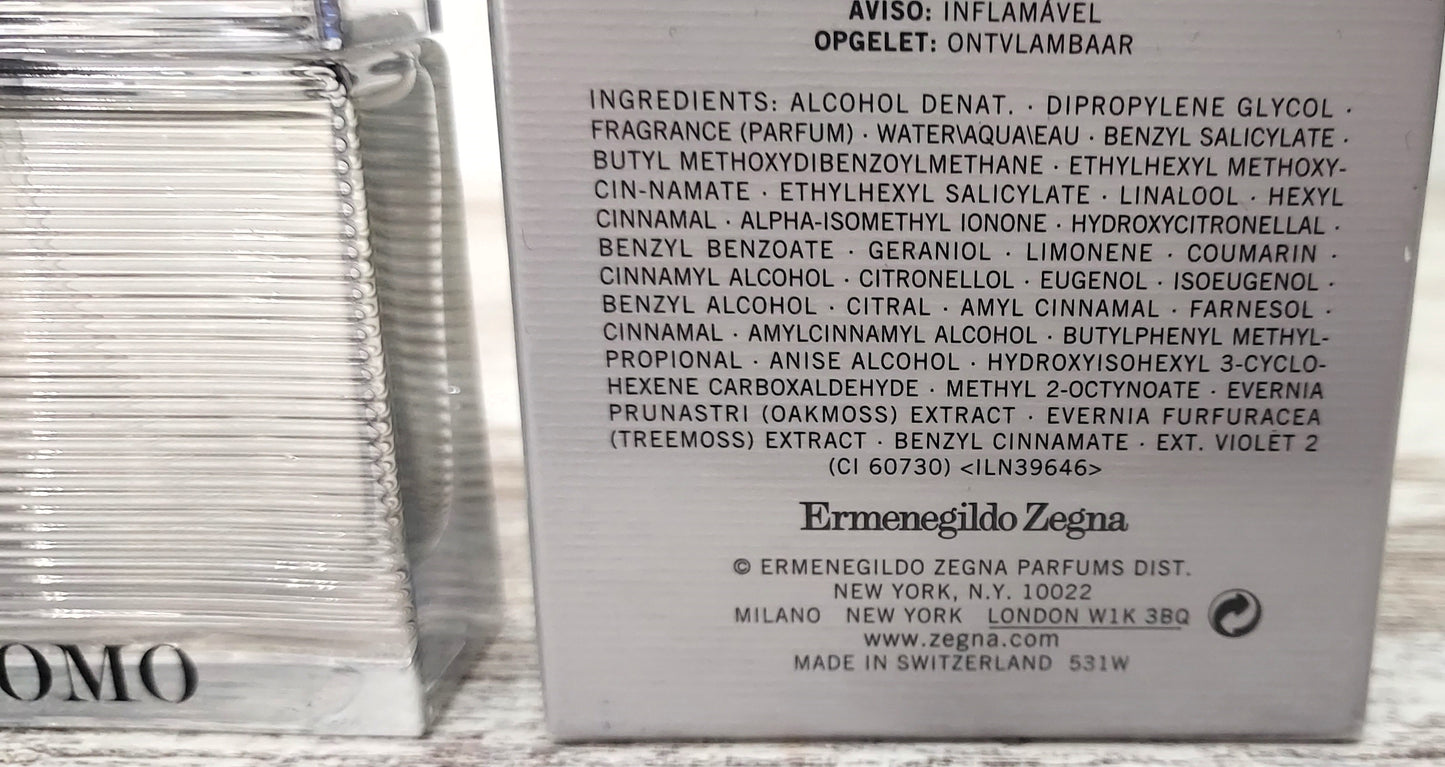 AVISO: INFLAMÁVEL
OPGELET: ONTVLAMBAAR
INGREDIENTS: ALCOHOL DENAT. · DIPROPYLENE GLYCOL ·
FRAGRANCE (PARFUM) · WATER\AQUA\EAU · BENZYL SALICYLATE ·
BUTYL METHOXYDIBENZOYLMETHANE · ETHYLHEXYL METHOXY-
CIN-NAMATE · ETHYLHEXYL SALICYLATE · LINALOOL · HEXYL
CINNAMAL · ALPHA-ISOMETHYL IONONE · HYDROXYCITRONELLAL ·
BENZYL BENZOATE · GERANIOL · LIMONENE · COUMARIN ·
CINNAMYL ALCOHOL · CITRONELLOL · EUGENOL · ISOEUGENOL ·
BENZYL ALCOHOL · CITRAL · AMYL CINNAMAL · FARNESOL ·
CINNAMAL · AMYLCINNAMYL ALCOHOL · BUTYLPHENYL METHYL-
PROPIONAL · ANISE ALCOHOL · HYDROXYISOHEXYL 3-CYCLO-
HEXENE CARBOXALDEHYDE · METHYL 2-OCTYNOATE · EVERNIA
PRUNASTRI (OAKMOSS) EXTRACT · EVERNIA FURFURACEA
(TREEMOSS) EXTRACT · BENZYL CINNAMATE · EXT. VIOLET 2
(CI 60730) <ILN39646>
Ermenegildo Zegna
© ERMENEGILDO ZEGNA PARFUMS DIST.
NEW YORK, N.Y. 10022
MILANO NEW YORK LONDON W1K 3BQ
www.zegna.com
MADE IN SWITZERLAND 531W
OMO